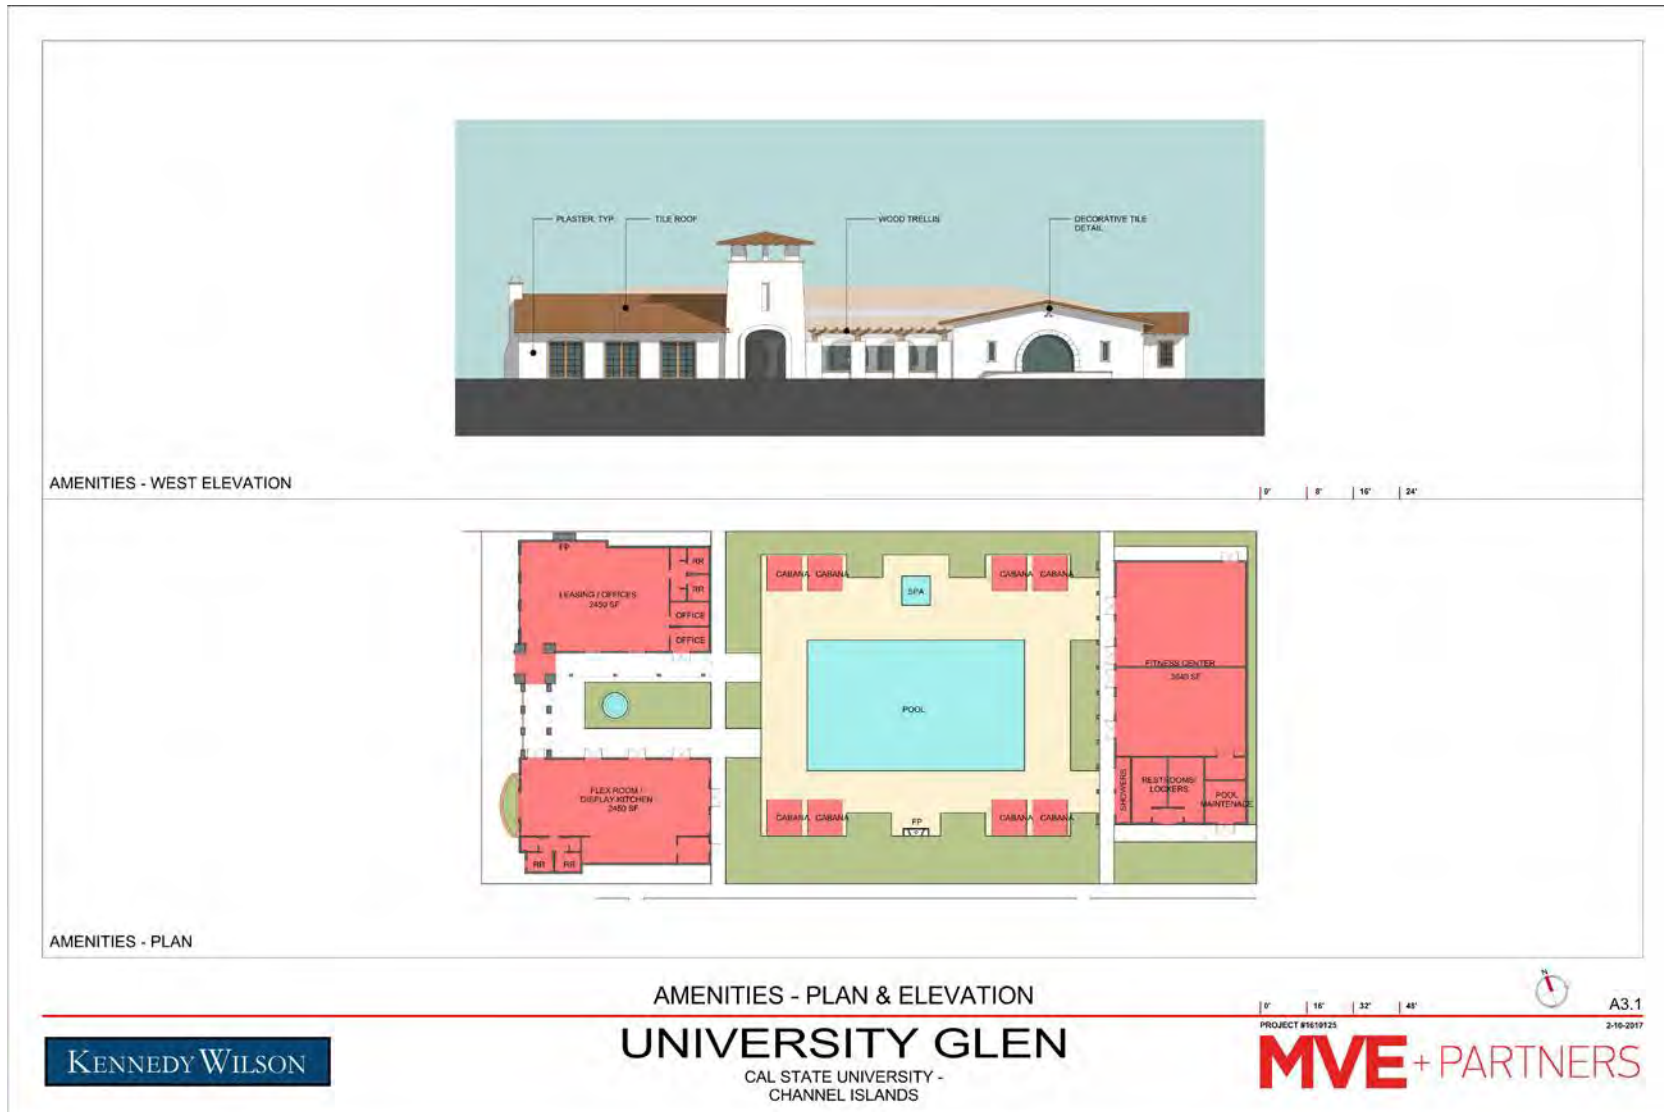 PLASTER, TYP
TILE ROOF
WOOD TRELLIS
DECORATIVE TILE
DETAIL
AMENITIES - WEST ELEVATION
0' 8' 16' 24'
FP
RR
LEASING / OFFICES
2450 SF
RR
OFFICE
OFFICE
CABANA CABANA
SPA
CABANA CABANA
FITNESS CENTER
POOL
FLEX ROOM /
DISPLAY KITCHEN
2450 SF
SHOWERS
RESTROOMS/
LOCKERS
POOL
MAINTENACE
CABANA CABANA
FP
CABANA CABANA
RR RR
AMENITIES - PLAN
AMENITIES - PLAN & ELEVATION
0' 16' 32' 48'
N
A3.1
KENNEDY WILSON
UNIVERSITY GLEN
CAL STATE UNIVERSITY -
CHANNEL ISLANDS
PROJECT #1610125
2-10-2017
MVE + PARTNERS